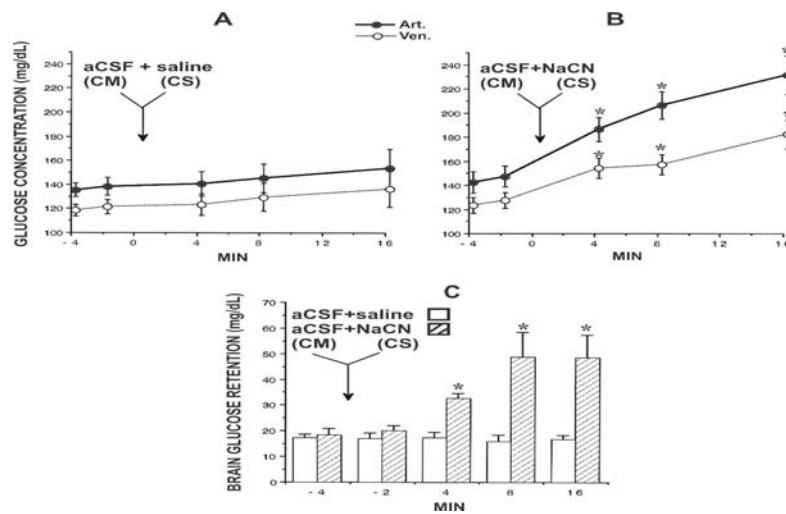 A
B
Art.
Ven.
GLUCOSE CONCENTRATION (mg/dL)
240
220
200
180
160
140
120
100
aCSF + saline
(CM) (CS)
- 4 0 4 8 12 16
MIN
240
220
200
180
160
140
120
100
aCSF+NaCN
(CM) (CS)
*
*
*
*
- 4 0 4 8 12 16
MIN
C
BRAIN GLUCOSE RETENTION (mg/dL)
70
60
50
40
30
20
10
0
aCSF+saline
aCSF+NaCN
(CM) (CS)
* * *
- 4 - 2 4 8 16
MIN